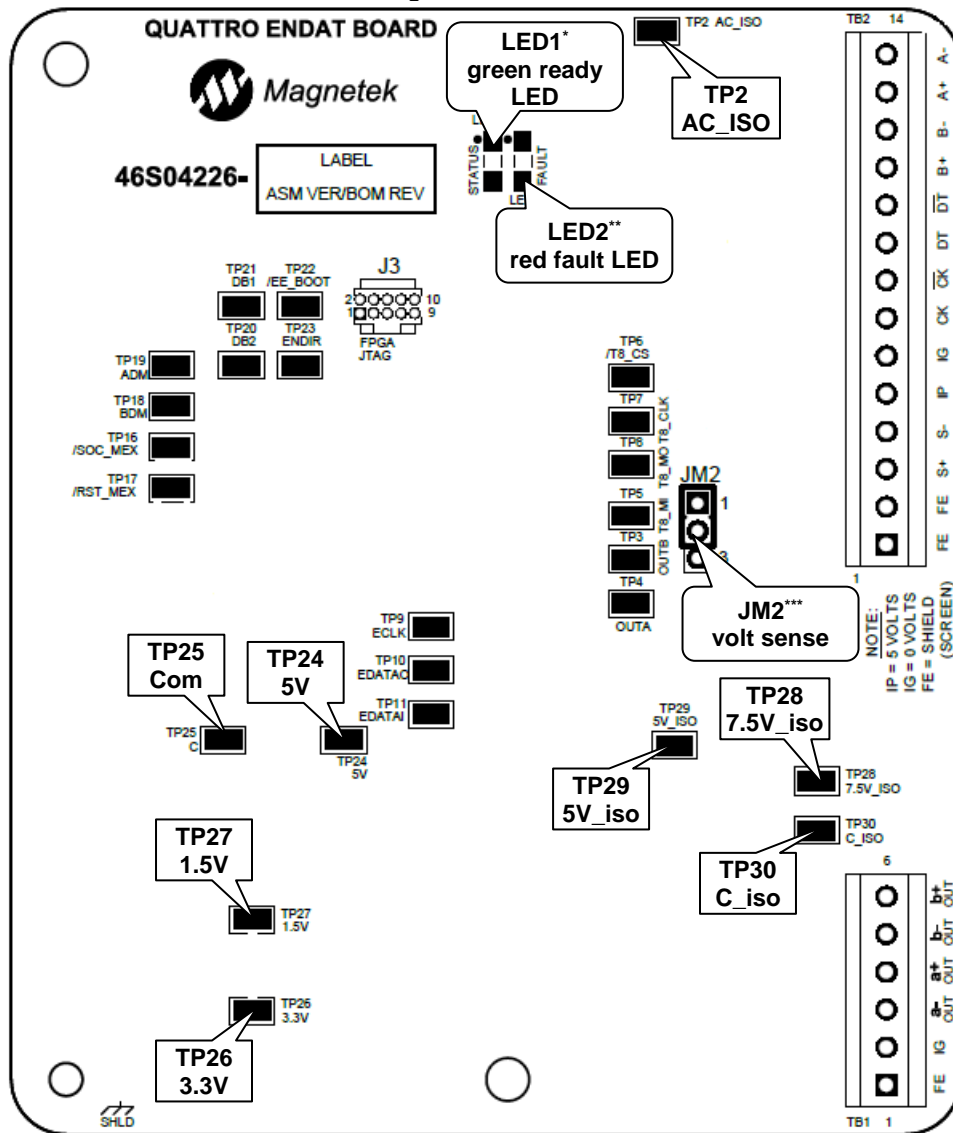 QUATTRO ENDAT BOARD
Magnetek
46S04226-
LABEL
ASM VER/BOM REV
LED1*
green ready
LED
STATUS
FAULT
LE
LED2**
red fault LED
TP2 AC_ISO
TP2
AC_ISO
TB2 14
A-
A+
B-
B+
DT
DT
CK
CK
IG
IP
S-
S+
FE
FE
1
NOTE:
IP = 5 VOLTS
IG = 0 VOLTS
FE = SHIELD
(SCREEN)
TP21
DB1
TP22
/EE_BOOT
J3
2
10
1
9
FPGA
JTAG
TP20
DB2
TP23
ENDIR
TP19
ADM
TP18
BDM
TP16
/SOC_MEX
TP17
/RST_MEX
TP6
/T8_CS
TP7
T8_CLK
TP8
T8_MO
TP5
T8_MI
TP3
OUTB
TP4
OUTA
JM2
1
3
JM2***
volt sense
TP9
ECLK
TP10
EDATAO
TP11
EDATAI
TP25
Com
TP25
C
TP24
5V
TP24
5V
TP29
5V_ISO
TP29
5V_iso
TP28
7.5V_iso
TP28
7.5V_ISO
TP30
C_ISO
TP30
C_iso
TP27
1.5V
TP27
1.5V
TP26
3.3V
TP26
3.3V
6
b+ OUT
b- OUT
a+ OUT
a- OUT
IG
FE
TB1 1
SHLD